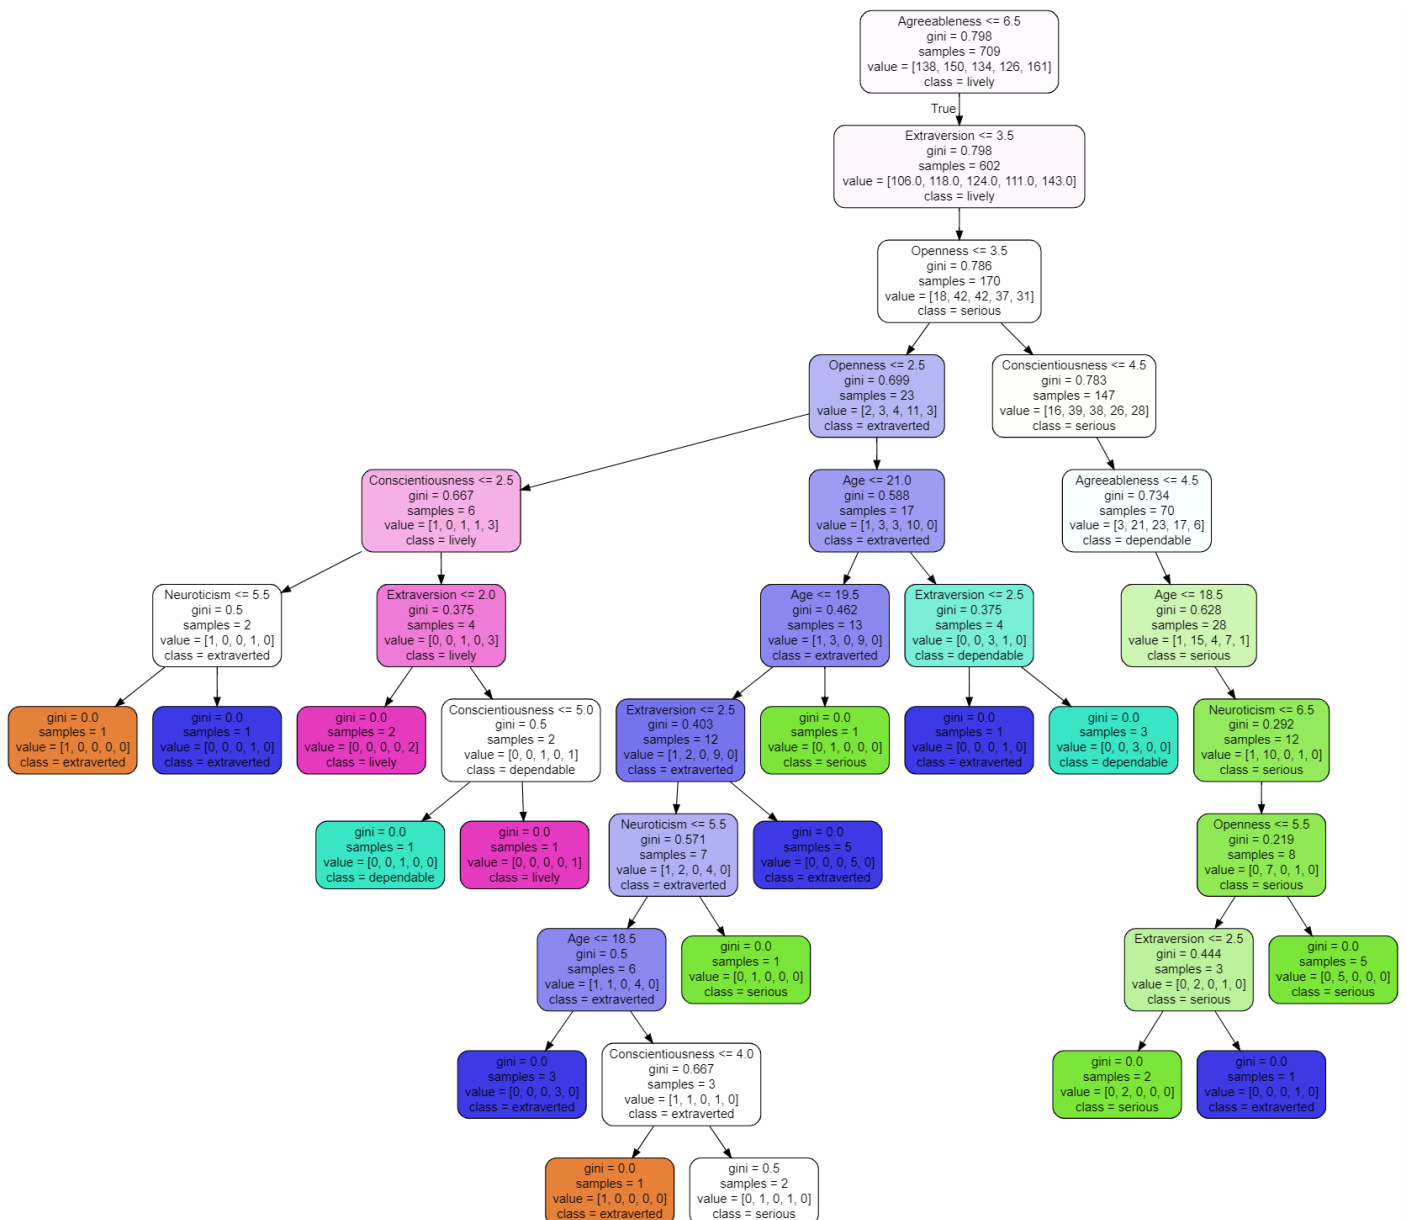 Agreeableness <= 6.5
gini = 0.798
samples = 709
value = [138, 150, 134, 126, 161]
class = lively
True
Extraversion <= 3.5
gini = 0.798
samples = 602
value = [106.0, 118.0, 124.0, 111.0, 143.0]
class = lively
Openness <= 3.5
gini = 0.786
samples = 170
value = [18, 42, 42, 37, 31]
class = serious
Openness <= 2.5
gini = 0.699
samples = 23
value = [2, 3, 4, 11, 3]
class = extraverted
Conscientiousness <= 4.5
gini = 0.783
samples = 147
value = [16, 39, 38, 26, 28]
class = serious
Conscientiousness <= 2.5
gini = 0.667
samples = 6
value = [1, 0, 1, 1, 3]
class = lively
Age <= 21.0
gini = 0.588
samples = 17
value = [1, 3, 3, 10, 0]
class = extraverted
Agreeableness <= 4.5
gini = 0.734
samples = 70
value = [3, 21, 23, 17, 6]
class = dependable
Neuroticism <= 5.5
gini = 0.5
samples = 2
value = [1, 0, 0, 1, 0]
class = extraverted
Extraversion <= 2.0
gini = 0.375
samples = 4
value = [0, 0, 1, 0, 3]
class = lively
Age <= 19.5
gini = 0.462
samples = 13
value = [1, 3, 0, 9, 0]
class = extraverted
Extraversion <= 2.5
gini = 0.375
samples = 4
value = [0, 0, 3, 1, 0]
class = dependable
Age <= 18.5
gini = 0.628
samples = 28
value = [1, 15, 4, 7, 1]
class = serious
gini = 0.0
samples = 1
value = [1, 0, 0, 0, 0]
class = extraverted
gini = 0.0
samples = 1
value = [0, 0, 0, 1, 0]
class = extraverted
gini = 0.0
samples = 2
value = [0, 0, 0, 0, 2]
class = lively
Conscientiousness <= 5.0
gini = 0.5
samples = 2
value = [0, 0, 1, 0, 1]
class = dependable
Extraversion <= 2.5
gini = 0.403
samples = 12
value = [1, 2, 0, 9, 0]
class = extraverted
gini = 0.0
samples = 1
value = [0, 1, 0, 0, 0]
class = serious
gini = 0.0
samples = 1
value = [0, 0, 0, 1, 0]
class = extraverted
gini = 0.0
samples = 3
value = [0, 0, 3, 0, 0]
class = dependable
Neuroticism <= 6.5
gini = 0.292
samples = 12
value = [1, 10, 0, 1, 0]
class = serious
gini = 0.0
samples = 1
value = [0, 0, 1, 0, 0]
class = dependable
gini = 0.0
samples = 1
value = [0, 0, 0, 0, 1]
class = lively
Neuroticism <= 5.5
gini = 0.571
samples = 7
value = [1, 2, 0, 4, 0]
class = extraverted
gini = 0.0
samples = 5
value = [0, 0, 0, 5, 0]
class = extraverted
Openness <= 5.5
gini = 0.219
samples = 8
value = [0, 7, 0, 1, 0]
class = serious
Age <= 18.5
gini = 0.5
samples = 6
value = [1, 1, 0, 4, 0]
class = extraverted
gini = 0.0
samples = 1
value = [0, 1, 0, 0, 0]
class = serious
Extraversion <= 2.5
gini = 0.444
samples = 3
value = [0, 2, 0, 1, 0]
class = serious
gini = 0.0
samples = 5
value = [0, 5, 0, 0, 0]
class = serious
gini = 0.0
samples = 3
value = [0, 0, 0, 3, 0]
class = extraverted
Conscientiousness <= 4.0
gini = 0.667
samples = 3
value = [1, 1, 0, 1, 0]
class = extraverted
gini = 0.0
samples = 2
value = [0, 2, 0, 0, 0]
class = serious
gini = 0.0
samples = 1
value = [0, 0, 0, 1, 0]
class = extraverted
gini = 0.0
samples = 1
value = [1, 0, 0, 0, 0]
class = extraverted
gini = 0.5
samples = 2
value = [0, 1, 0, 1, 0]
class = serious